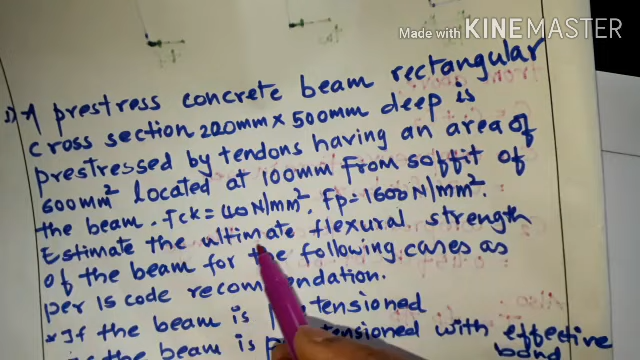 Made with KINEMASTER
A prestress concrete beam rectangular
cross section 200mm × 500mm deep is
prestressed by tendons having an area of
600mm² located at 100mm from soffit of
the beam. Fck = 40N/mm². Fp = 1600 N/mm².
Estimate the ultimate flexural strength
of the beam for the following cases as
per IS code
* If the beam is tensioned
the beam is tensioned with effective
bond